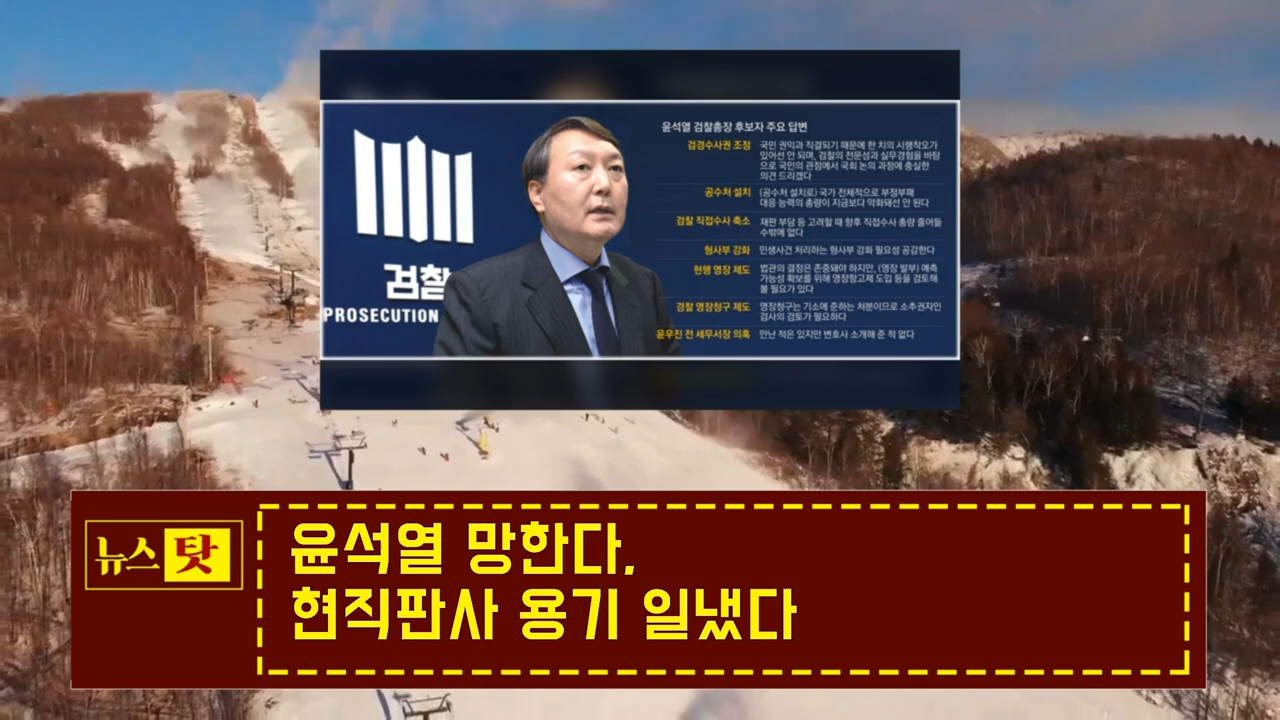 윤석열 검찰총장 후보자 주요 답변
검경수사권 조정
국민 권익과 직결되기 때문에 한 치의 시행착오가
있어선 안 되며, 검찰의 전문성과 실무경험을 바탕
으로 국민의 관점에서 국회 논의 과정에 충실한
의견 드리겠다
공수처 설치
(공수처 설치로) 국가 전체적으로 부정부패
대응 능력의 총량이 지금보다 약화돼선 안 된다
검찰 직접수사 축소
재판 부담 등 고려할 때 향후 직접수사 총량 줄어들
수밖에 없다
형사부 강화
민생사건 처리하는 형사부 강화 필요성 공감한다
현행 영장 제도
법관의 결정은 존중돼야 하지만, (영장 발부) 예측
가능성 확보를 위해 영장항고제 도입 등을 검토해
볼 필요가 있다
경찰 영장청구 제도
영장청구는 기소에 준하는 처분이므로 소추권자인
검사의 검토가 필요하다
윤우진 전 세무서장 의혹
만난 적은 있지만 변호사 소개해 준 적 없다
검찰
PROSECUTION
뉴스 탓
윤석열 망한다,
현직판사 용기 일냈다